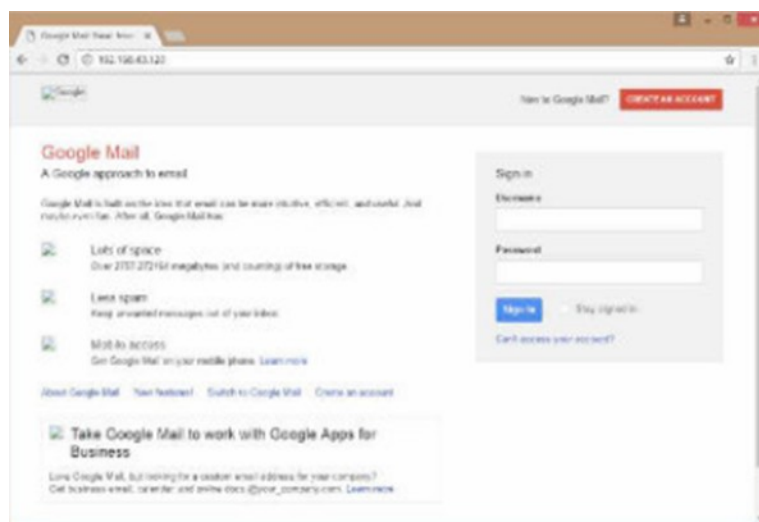 Google Mail
192.168.43.120
Google
New to Google Mail?
CREATE AN ACCOUNT
Google Mail
A Google approach to email.
Google Mail is built on the idea that email can be more intuitive, efficient, and useful. And
maybe even fun. After all, Google Mail has:
Lots of space
Over 2757.272164 megabytes (and counting) of free storage.
Less spam
Keep unwanted messages out of your inbox.
Mobile access
Get Google Mail on your mobile phone. Learn more
About Google Mail New features! Switch to Google Mail Create an account
Take Google Mail to work with Google Apps for
Business
Love Google Mail, but looking for a custom email address for your company?
Get business email, calendar, and online docs @your_company.com. Learn more
Sign in
Username
Password
Sign in
Stay signed in
Can't access your account?